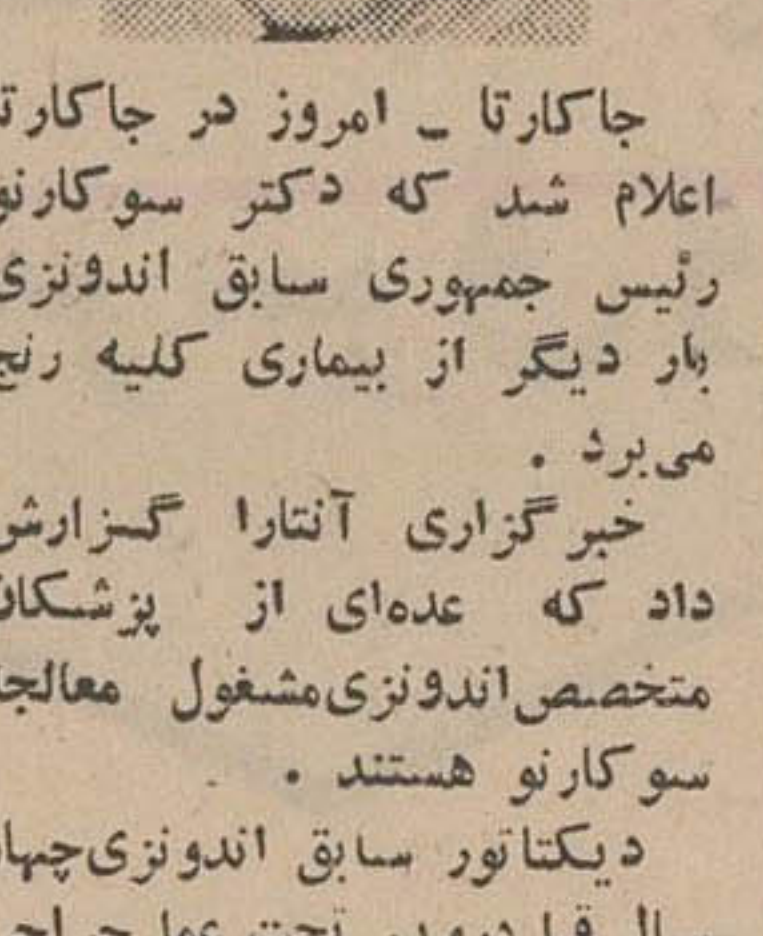 جاکارتا ـ امروز در جاکارتا
اعلام شد که دکتر سوکارنو
رئیس جمهوری سابق اندونزی
بار دیگر از بیماری کلیه رنج
می‌برد .
خبرگزاری آنتارا گزارش
داد که عده‌ای از پزشکان
متخصص اندونزی مشغول معالجه
سوکارنو هستند .
دیکتاتور سابق اندونزی چهار
سال